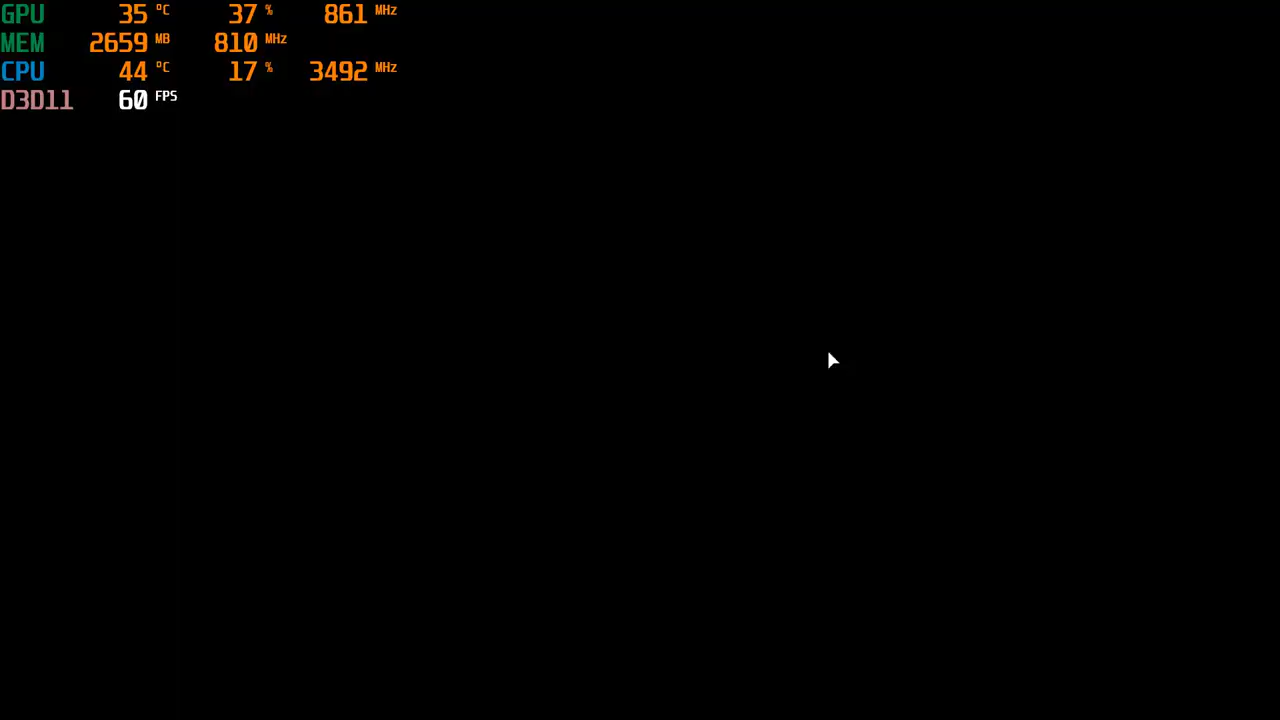 GPU 35 °C 37 % 861 MHz
MEM 2659 MB 810 MHz
CPU 44 °C 17 % 3492 MHz
D3D11 60 FPS